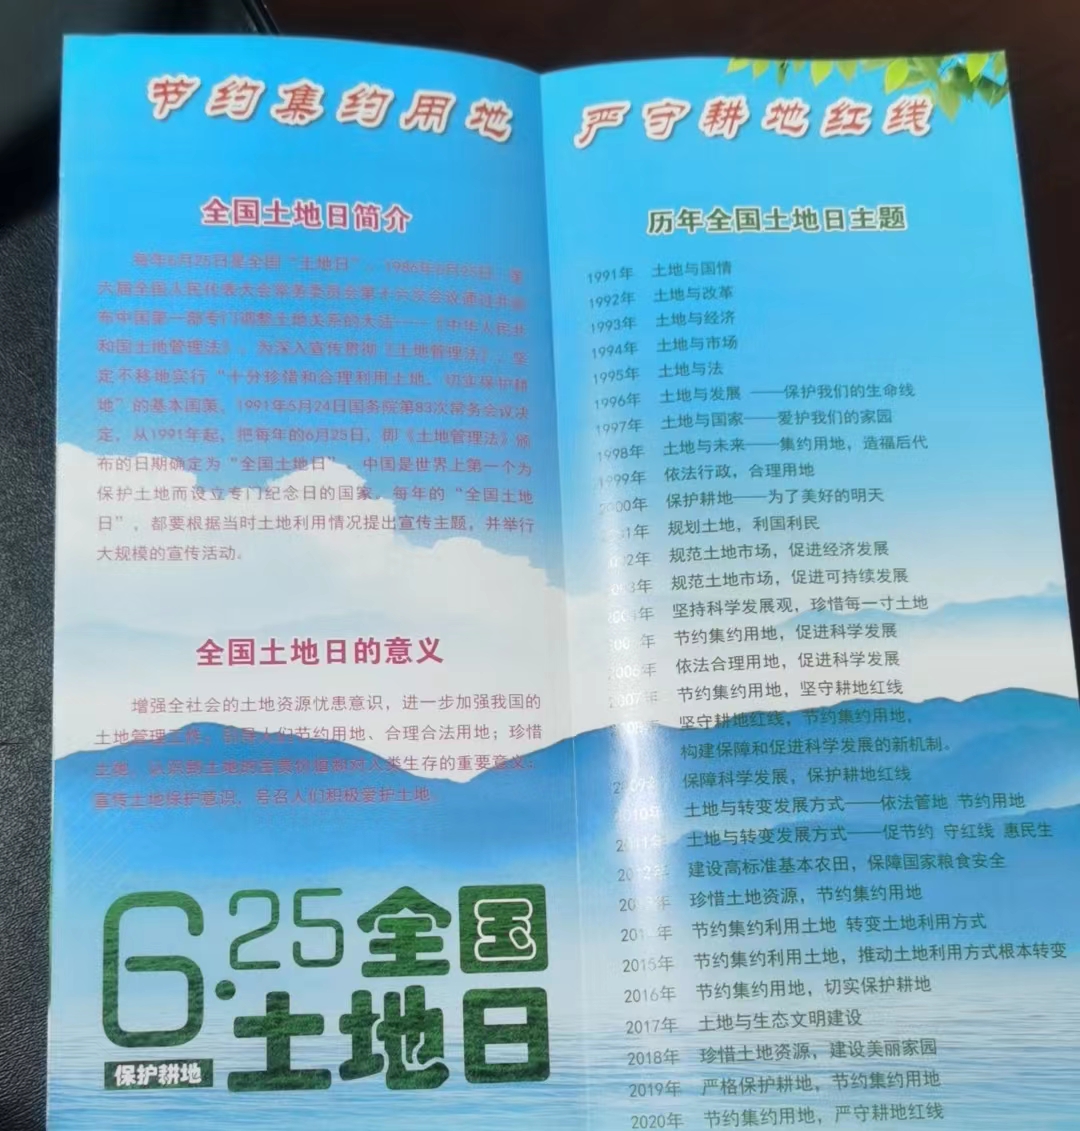 节约集约用地
全国土地日简介
每年6月25日是全国“土地日”。1986年6月25日,第
六届全国人民代表大会常务委员会第十六次会议通过并
布中国第一部专门调整土地关系的大法——《中华人民共
和国土地管理法》。为深入宣传贯彻《土地管理法》,坚
定不移地实行“十分珍惜和合理利用土地、切实保护耕
地”的基本国策,1991年5月24日国务院第83次常务会议决
定,从1991年起,把每年的6月25日,即《土地管理法》颁
布的日期确定为“全国土地日”。中国是世界上第一个为
保护土地而设立专门纪念日的国家。每年的“全国土地
日”,都要根据当时土地利用情况提出宣传主题,并举行
大规模的宣传活动。
全国土地日的意义
增强全社会的土地资源忧患意识,进一步加强我国的
土地管理工作;引导人们节约用地、合理合法用地;珍惜
土地,认识到土地的宝贵价值和对人类生存的重要意义;
宣传土地保护意识,号召人们积极爱护土地。
6.25全国
土地日
保护耕地
严守耕地红线
历年全国土地日主题
1991年 土地与国情
1992年 土地与改革
1993年 土地与经济
1994年 土地与市场
1995年 土地与法
1996年 土地与发展——保护我们的生命线
1997年 土地与国家——爱护我们的家园
1998年 土地与未来——集约用地,造福后代
1999年 依法行政,合理用地
2000年 保护耕地——为了美好的明天
年 规划土地,利国利民
年 规范土地市场,促进经济发展
年 规范土地市场,促进可持续发展
年 坚持科学发展观,珍惜每一寸土地
年 节约集约用地,促进科学发展
2006年 依法合理用地,促进科学发展
2007年 节约集约用地,坚守耕地红线
坚守耕地红线,节约集约用地,
构建保障和促进科学发展的新机制。
2009年 保障科学发展,保护耕地红线
2010年 土地与转变发展方式——依法管地 节约用地
2011年 土地与转变发展方式——促节约 守红线 惠民生
2012年 建设高标准基本农田,保障国家粮食安全
年 珍惜土地资源,节约集约用地
年 节约集约利用土地 转变土地利用方式
2015年 节约集约利用土地,推动土地利用方式根本转变
2016年 节约集约用地,切实保护耕地
2017年 土地与生态文明建设
2018年 珍惜土地资源,建设美丽家园
2019年 严格保护耕地,节约集约用地
2020年 节约集约用地,严守耕地红线